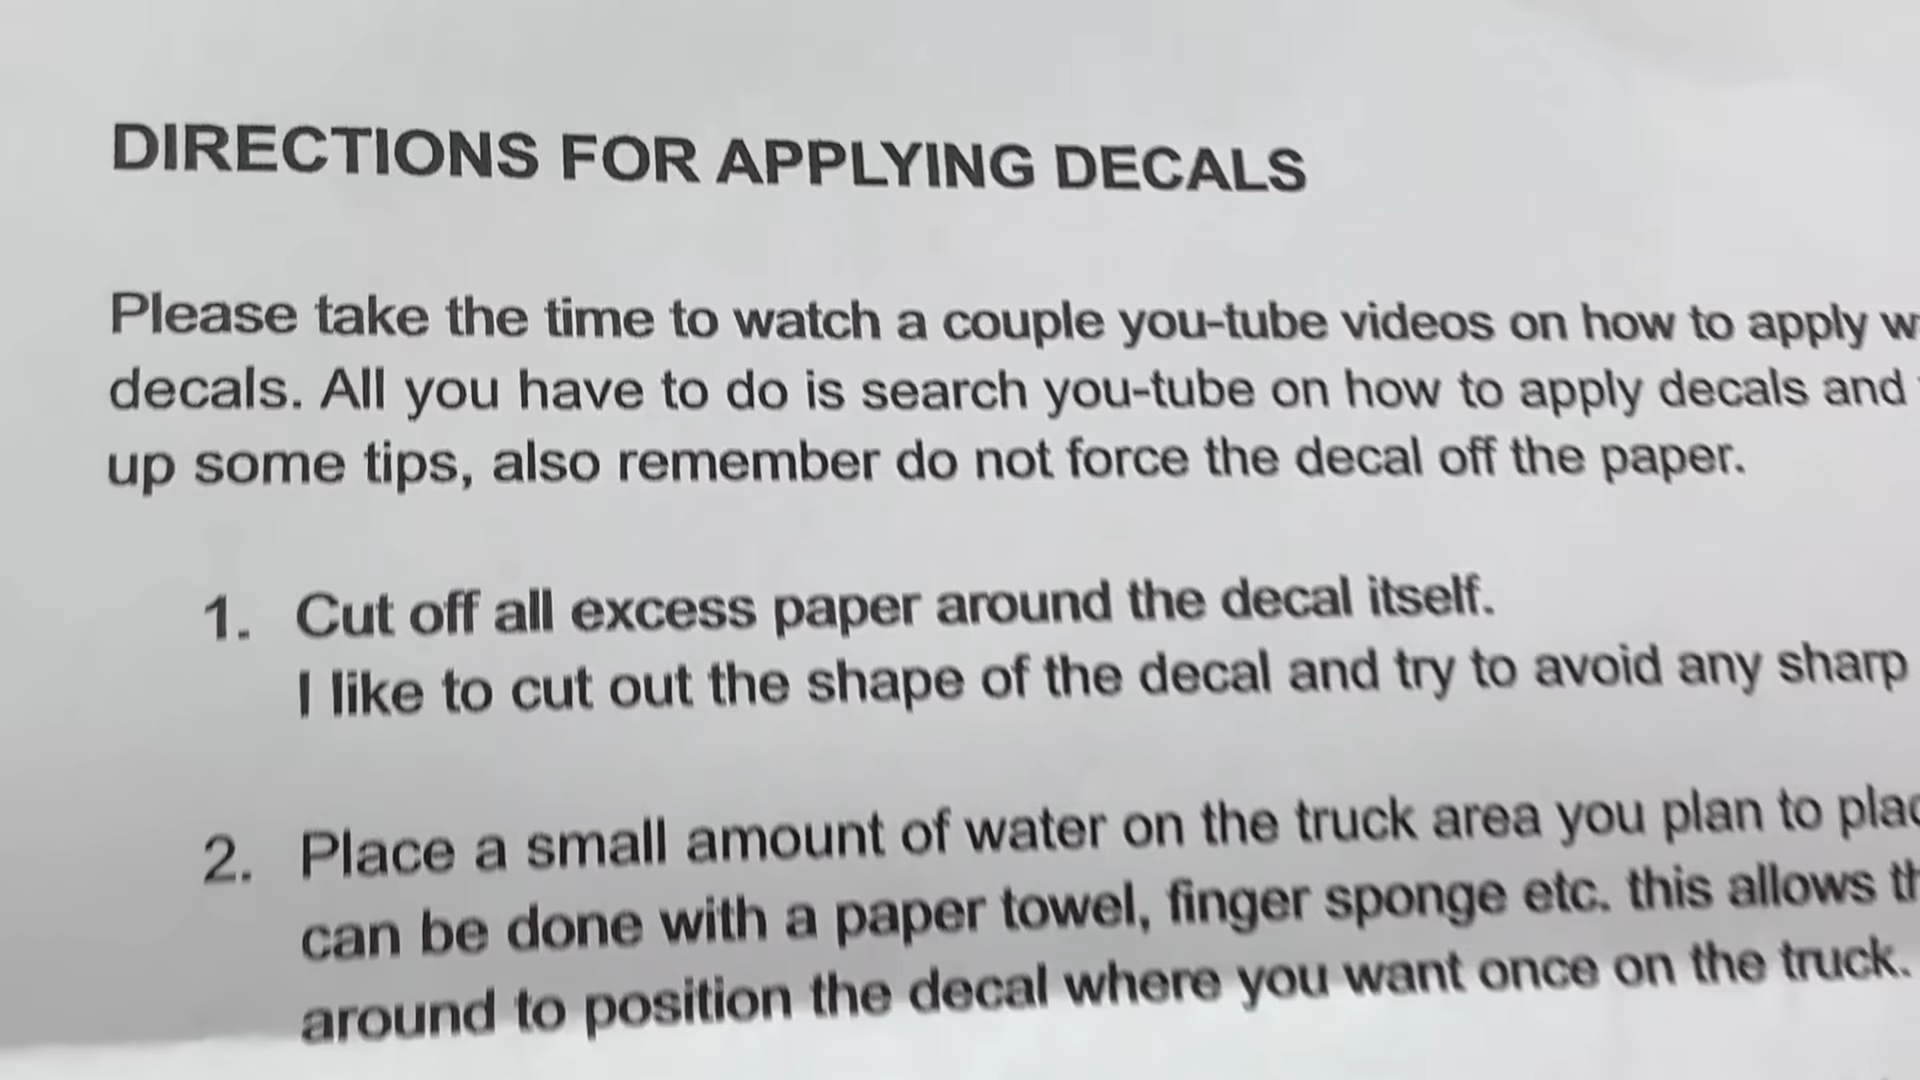 DIRECTIONS FOR APPLYING DECALS
Please take the time to watch a couple you-tube videos on how to apply
decals. All you have to do is search you-tube on how to apply decals and
up some tips, also remember do not force the decal off the paper.
1. Cut off all excess paper around the decal itself.
I like to cut out the shape of the decal and try to avoid any sharp
2. Place a small amount of water on the truck area you plan to
can be done with a paper towel, finger sponge etc. this allows
around to position the decal where you want once on the truck.